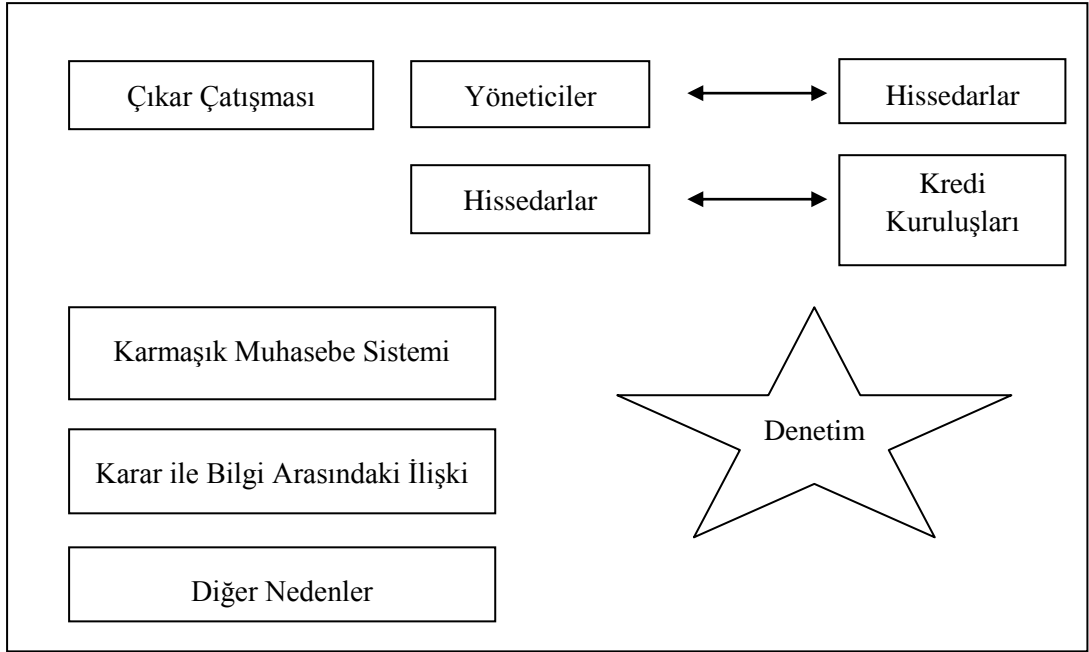 Çıkar Çatışması
Yöneticiler
Hissedarlar
Hissedarlar
Kredi
Kuruluşları
Karmaşık Muhasebe Sistemi
Denetim
Karar ile Bilgi Arasındaki İlişki
Diğer Nedenler